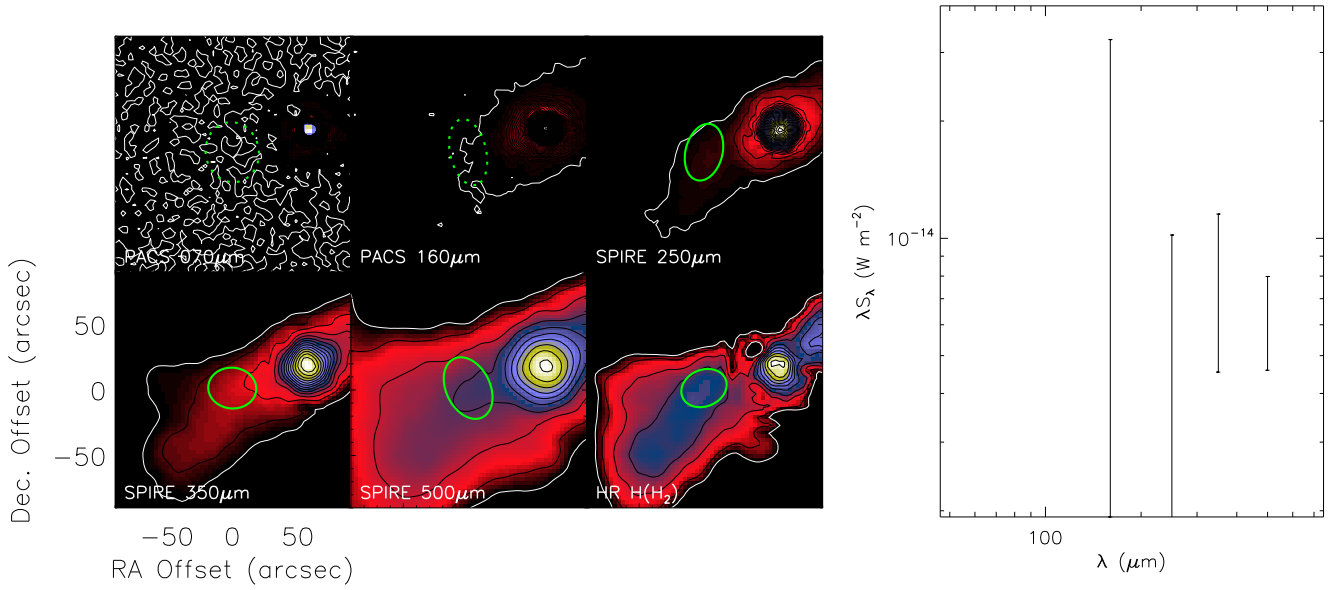 PACS 070μm
PACS 160μm
SPIRE 250μm
SPIRE 350μm
SPIRE 500μm
HR H(H₂)
50
0
−50
Dec. Offset (arcsec)
−50 0 50
RA Offset (arcsec)
λSλ (W m⁻²)
10⁻¹⁴
100
λ (μm)